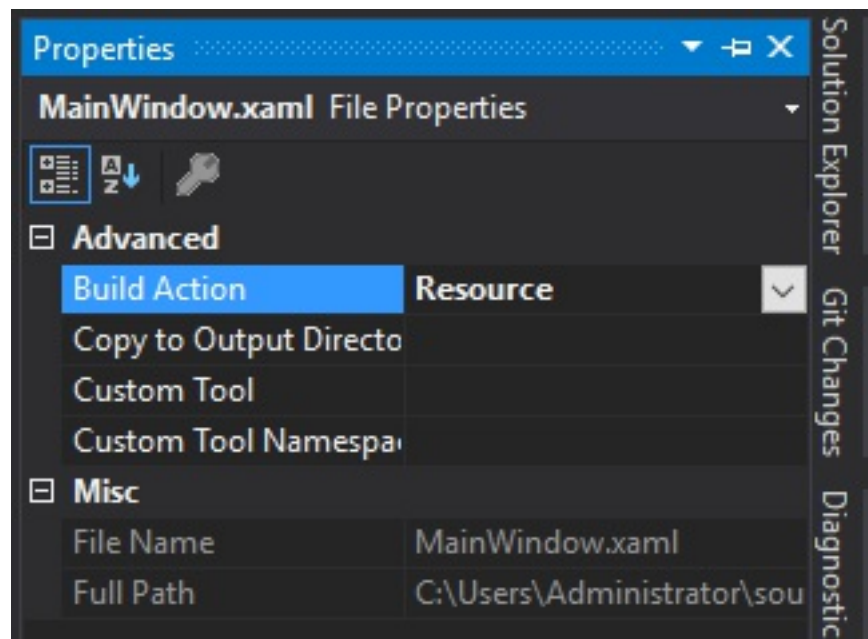 Properties
MainWindow.xaml File Properties
Advanced
Build Action Resource
Copy to Output Directo
Custom Tool
Custom Tool Namespa
Misc
File Name MainWindow.xaml
Full Path C:\Users\Administrator\sou
Solution Explorer
Git Changes
Diagnostic